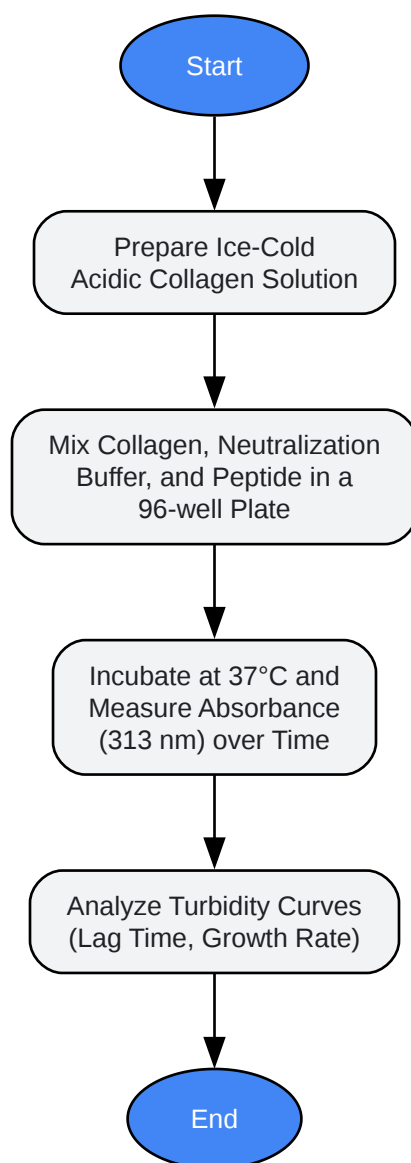 Start
Prepare Ice-Cold
Acidic Collagen Solution
Mix Collagen, Neutralization
Buffer, and Peptide in a
96-well Plate
Incubate at 37°C and
Measure Absorbance
(313 nm) over Time
Analyze Turbidity Curves
(Lag Time, Growth Rate)
End